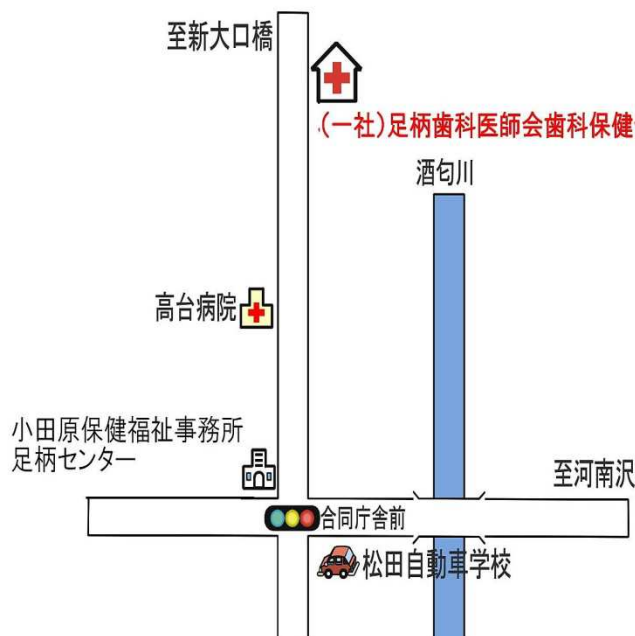 至新大口橋
(一社)足柄歯科医師会歯科保健
酒匂川
高台病院
小田原保健福祉事務所
足柄センター
至河南沢
合同庁舎前
松田自動車学校